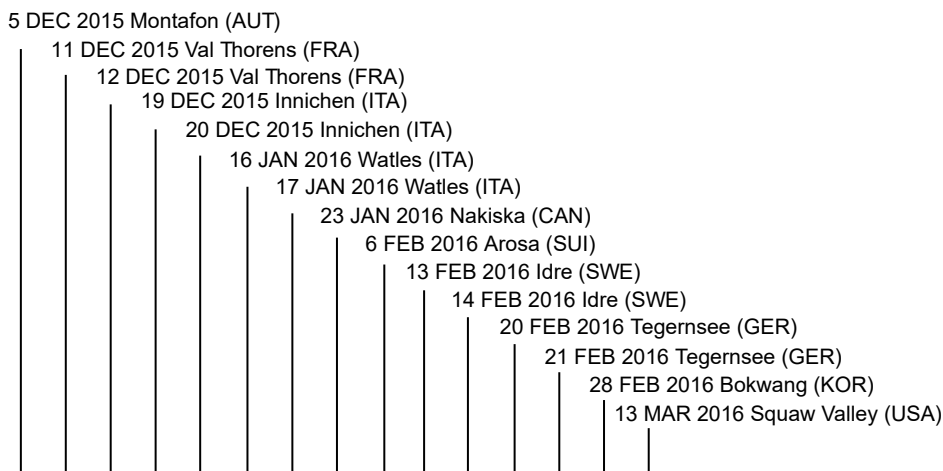 5 DEC 2015 Montafon (AUT)
11 DEC 2015 Val Thorens (FRA)
12 DEC 2015 Val Thorens (FRA)
19 DEC 2015 Innichen (ITA)
20 DEC 2015 Innichen (ITA)
16 JAN 2016 Watles (ITA)
17 JAN 2016 Watles (ITA)
23 JAN 2016 Nakiska (CAN)
6 FEB 2016 Arosa (SUI)
13 FEB 2016 Idre (SWE)
14 FEB 2016 Idre (SWE)
20 FEB 2016 Tegernsee (GER)
21 FEB 2016 Tegernsee (GER)
28 FEB 2016 Bokwang (KOR)
13 MAR 2016 Squaw Valley (USA)